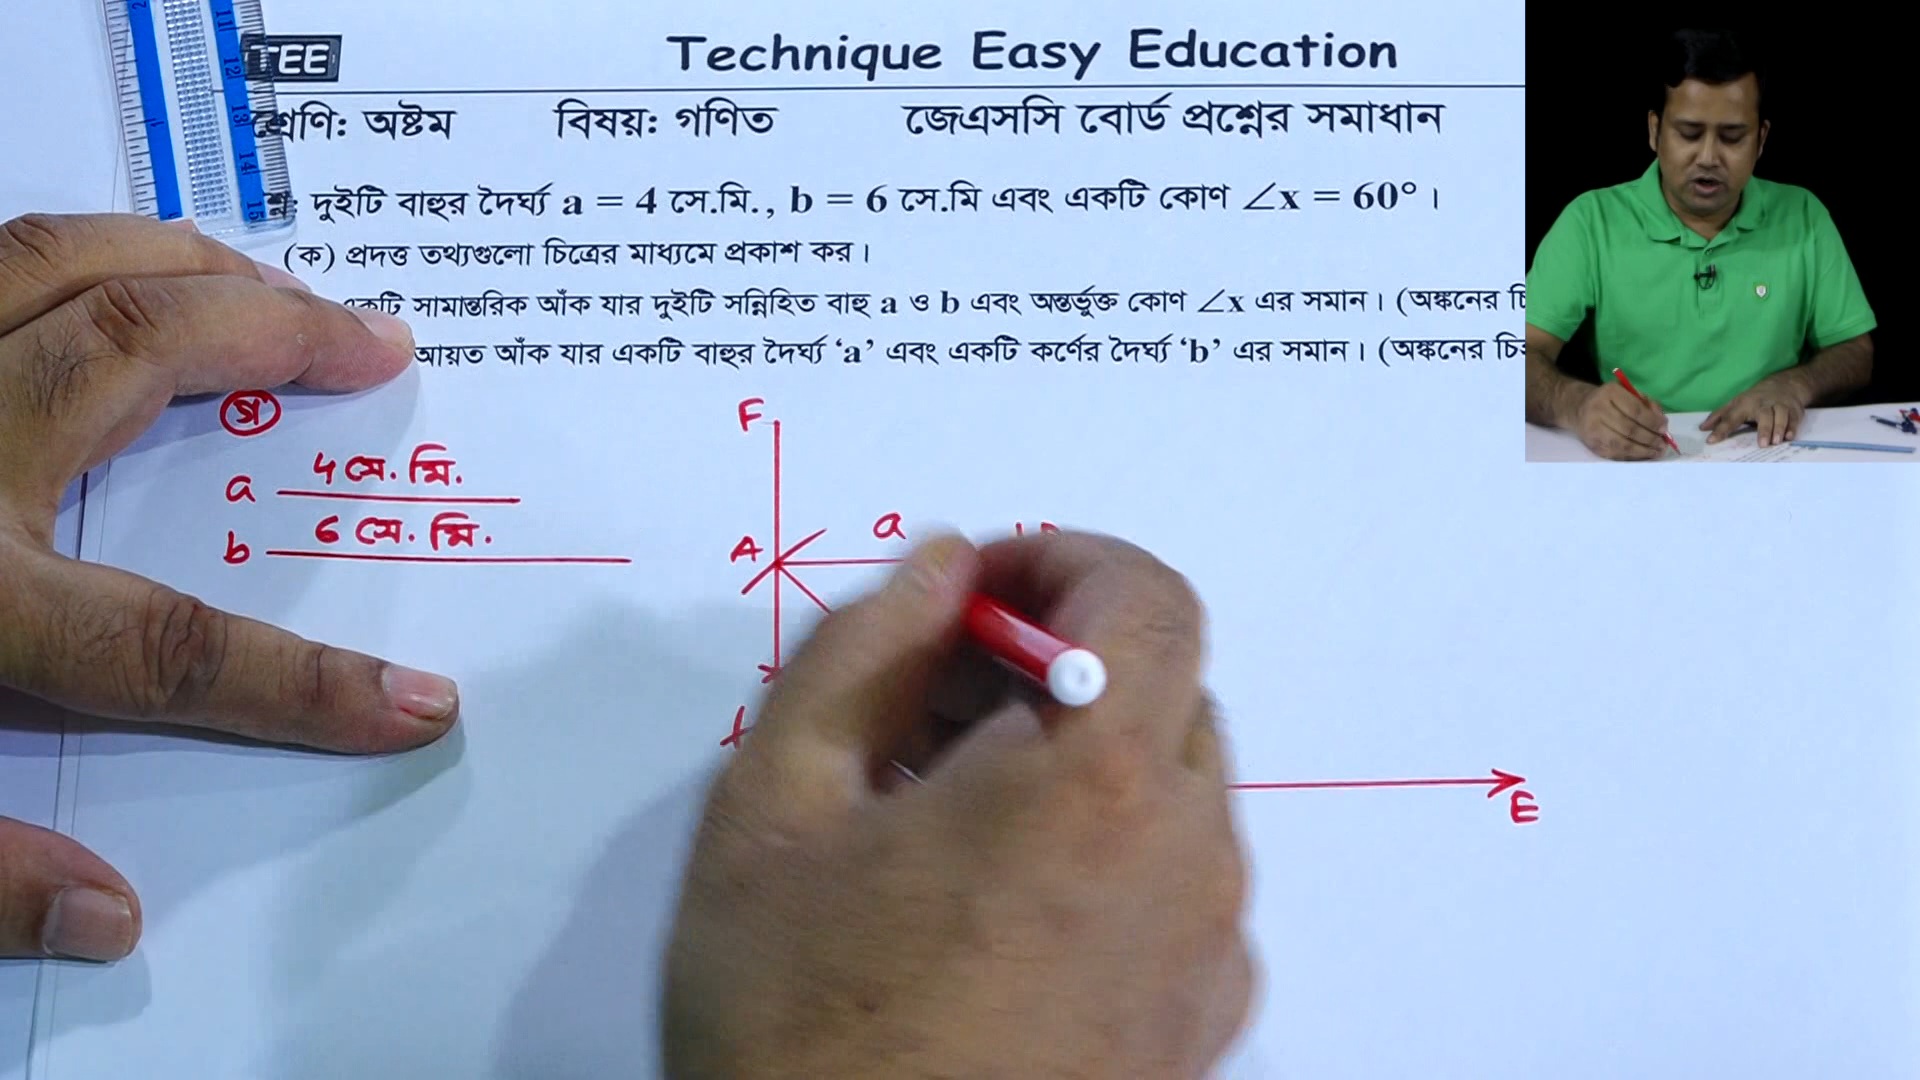 TEE Technique Easy Education
শ্রেণি: অষ্টম বিষয়: গণিত জেএসসি বোর্ড প্রশ্নের সমাধান
দুইটি বাহুর দৈর্ঘ্য a = 4 সে.মি., b = 6 সে.মি এবং একটি কোণ ∠x = 60° ।
(ক) প্রদত্ত তথ্যগুলো চিত্রের মাধ্যমে প্রকাশ কর।
একটি সামান্তরিক আঁক যার দুইটি সন্নিহিত বাহু a ও b এবং অন্তর্ভুক্ত কোণ ∠x এর সমান। (অঙ্কনের
আয়ত আঁক যার একটি বাহুর দৈর্ঘ্য ‘a’ এবং একটি কর্ণের দৈর্ঘ্য ‘b’ এর সমান। (অঙ্কনের
গ
a 4 সে. মি.
b 6 সে. মি.
F
A a
E